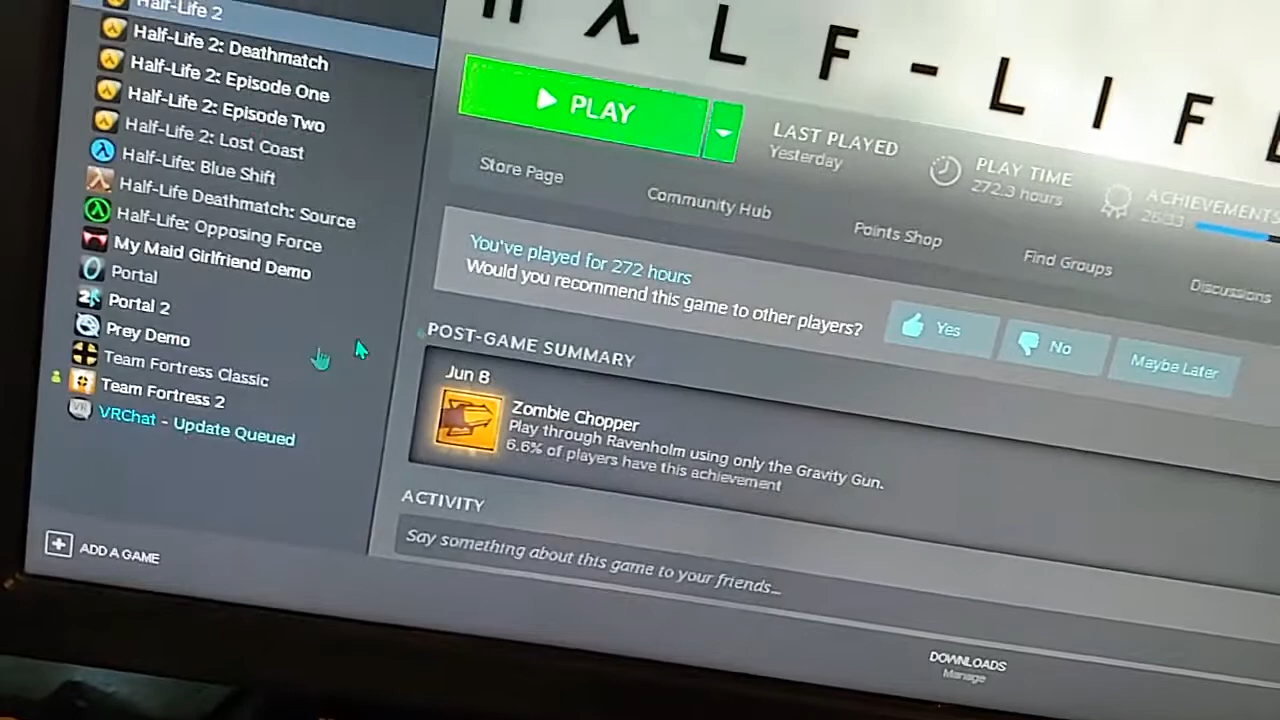 Half-Life 2
Half-Life 2: Deathmatch
Half-Life 2: Episode One
Half-Life 2: Episode Two
Half-Life 2: Lost Coast
Half-Life: Blue Shift
Half-Life Deathmatch: Source
Half-Life: Opposing Force
My Maid Girlfriend Demo
Portal
Portal 2
Prey Demo
Team Fortress Classic
Team Fortress 2
VRChat - Update Queued
ADD A GAME
H λ L F - L I F E
PLAY
LAST PLAYED
Yesterday
PLAY TIME
272.3 hours
ACHIEVEMENTS
26/33
Store Page
Community Hub
Points Shop
Find Groups
Discussions
You've played for 272 hours
Would you recommend this game to other players?
Yes
No
Maybe Later
POST-GAME SUMMARY
Jun 8
Zombie Chopper
Play through Ravenholm using only the Gravity Gun.
6.6% of players have this achievement
ACTIVITY
Say something about this game to your friends...
DOWNLOADS
Manage